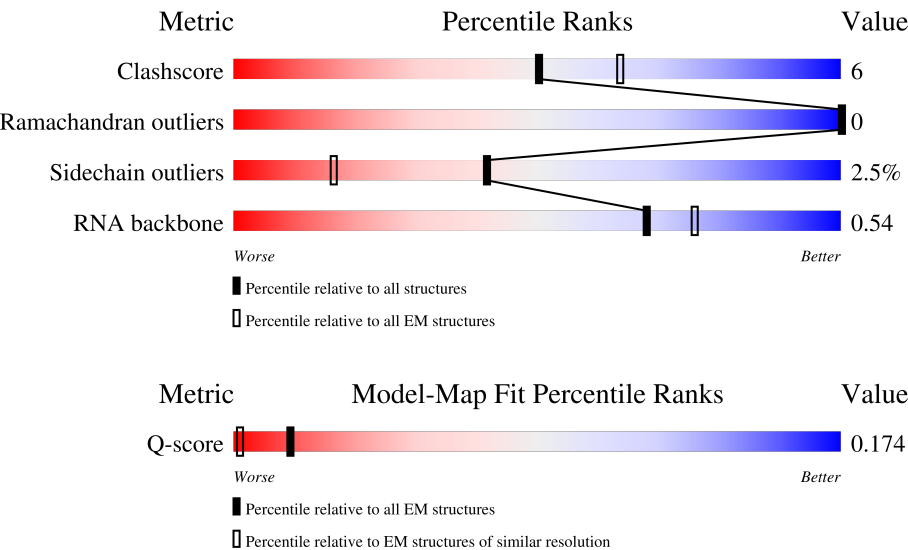 Metric Percentile Ranks Value
Clashscore 6
Ramachandran outliers 0
Sidechain outliers 2.5%
RNA backbone 0.54
Worse Better
Percentile relative to all structures
Percentile relative to all EM structures
Metric Model-Map Fit Percentile Ranks Value
Q-score 0.174
Worse Better
Percentile relative to all EM structures
Percentile relative to EM structures of similar resolution